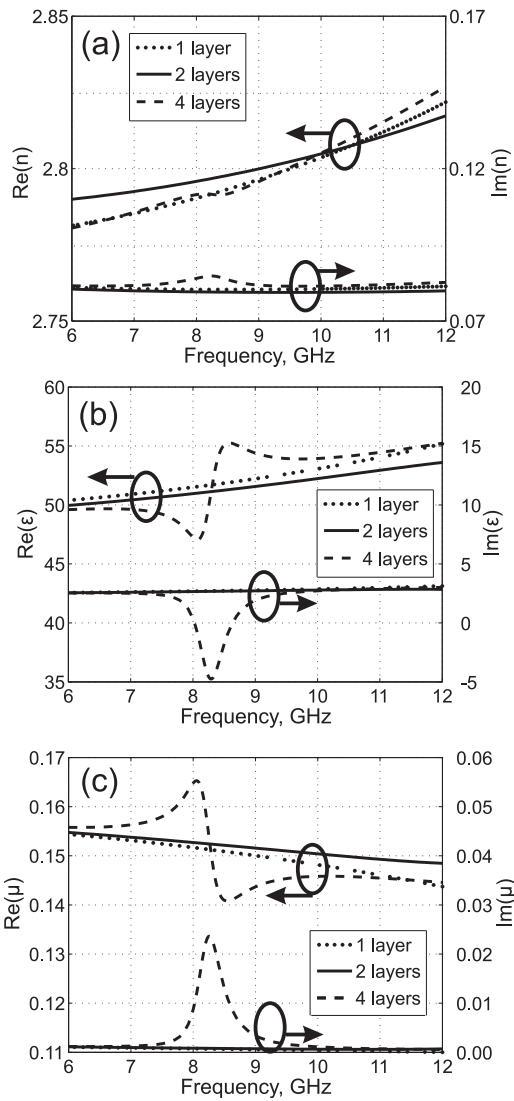 (a)
1 layer
2 layers
4 layers
2.85
2.8
2.75
Re(n)
0.17
0.12
0.07
Im(n)
6 7 8 9 10 11 12
Frequency, GHz
(b)
60
55
50
45
40
35
Re(ε)
20
15
10
5
0
-5
Im(ε)
1 layer
2 layers
4 layers
6 7 8 9 10 11 12
Frequency, GHz
(c)
0.17
0.16
0.15
0.14
0.13
0.12
0.11
Re(μ)
0.06
0.05
0.04
0.03
0.02
0.01
0.00
Im(μ)
1 layer
2 layers
4 layers
6 7 8 9 10 11 12
Frequency, GHz